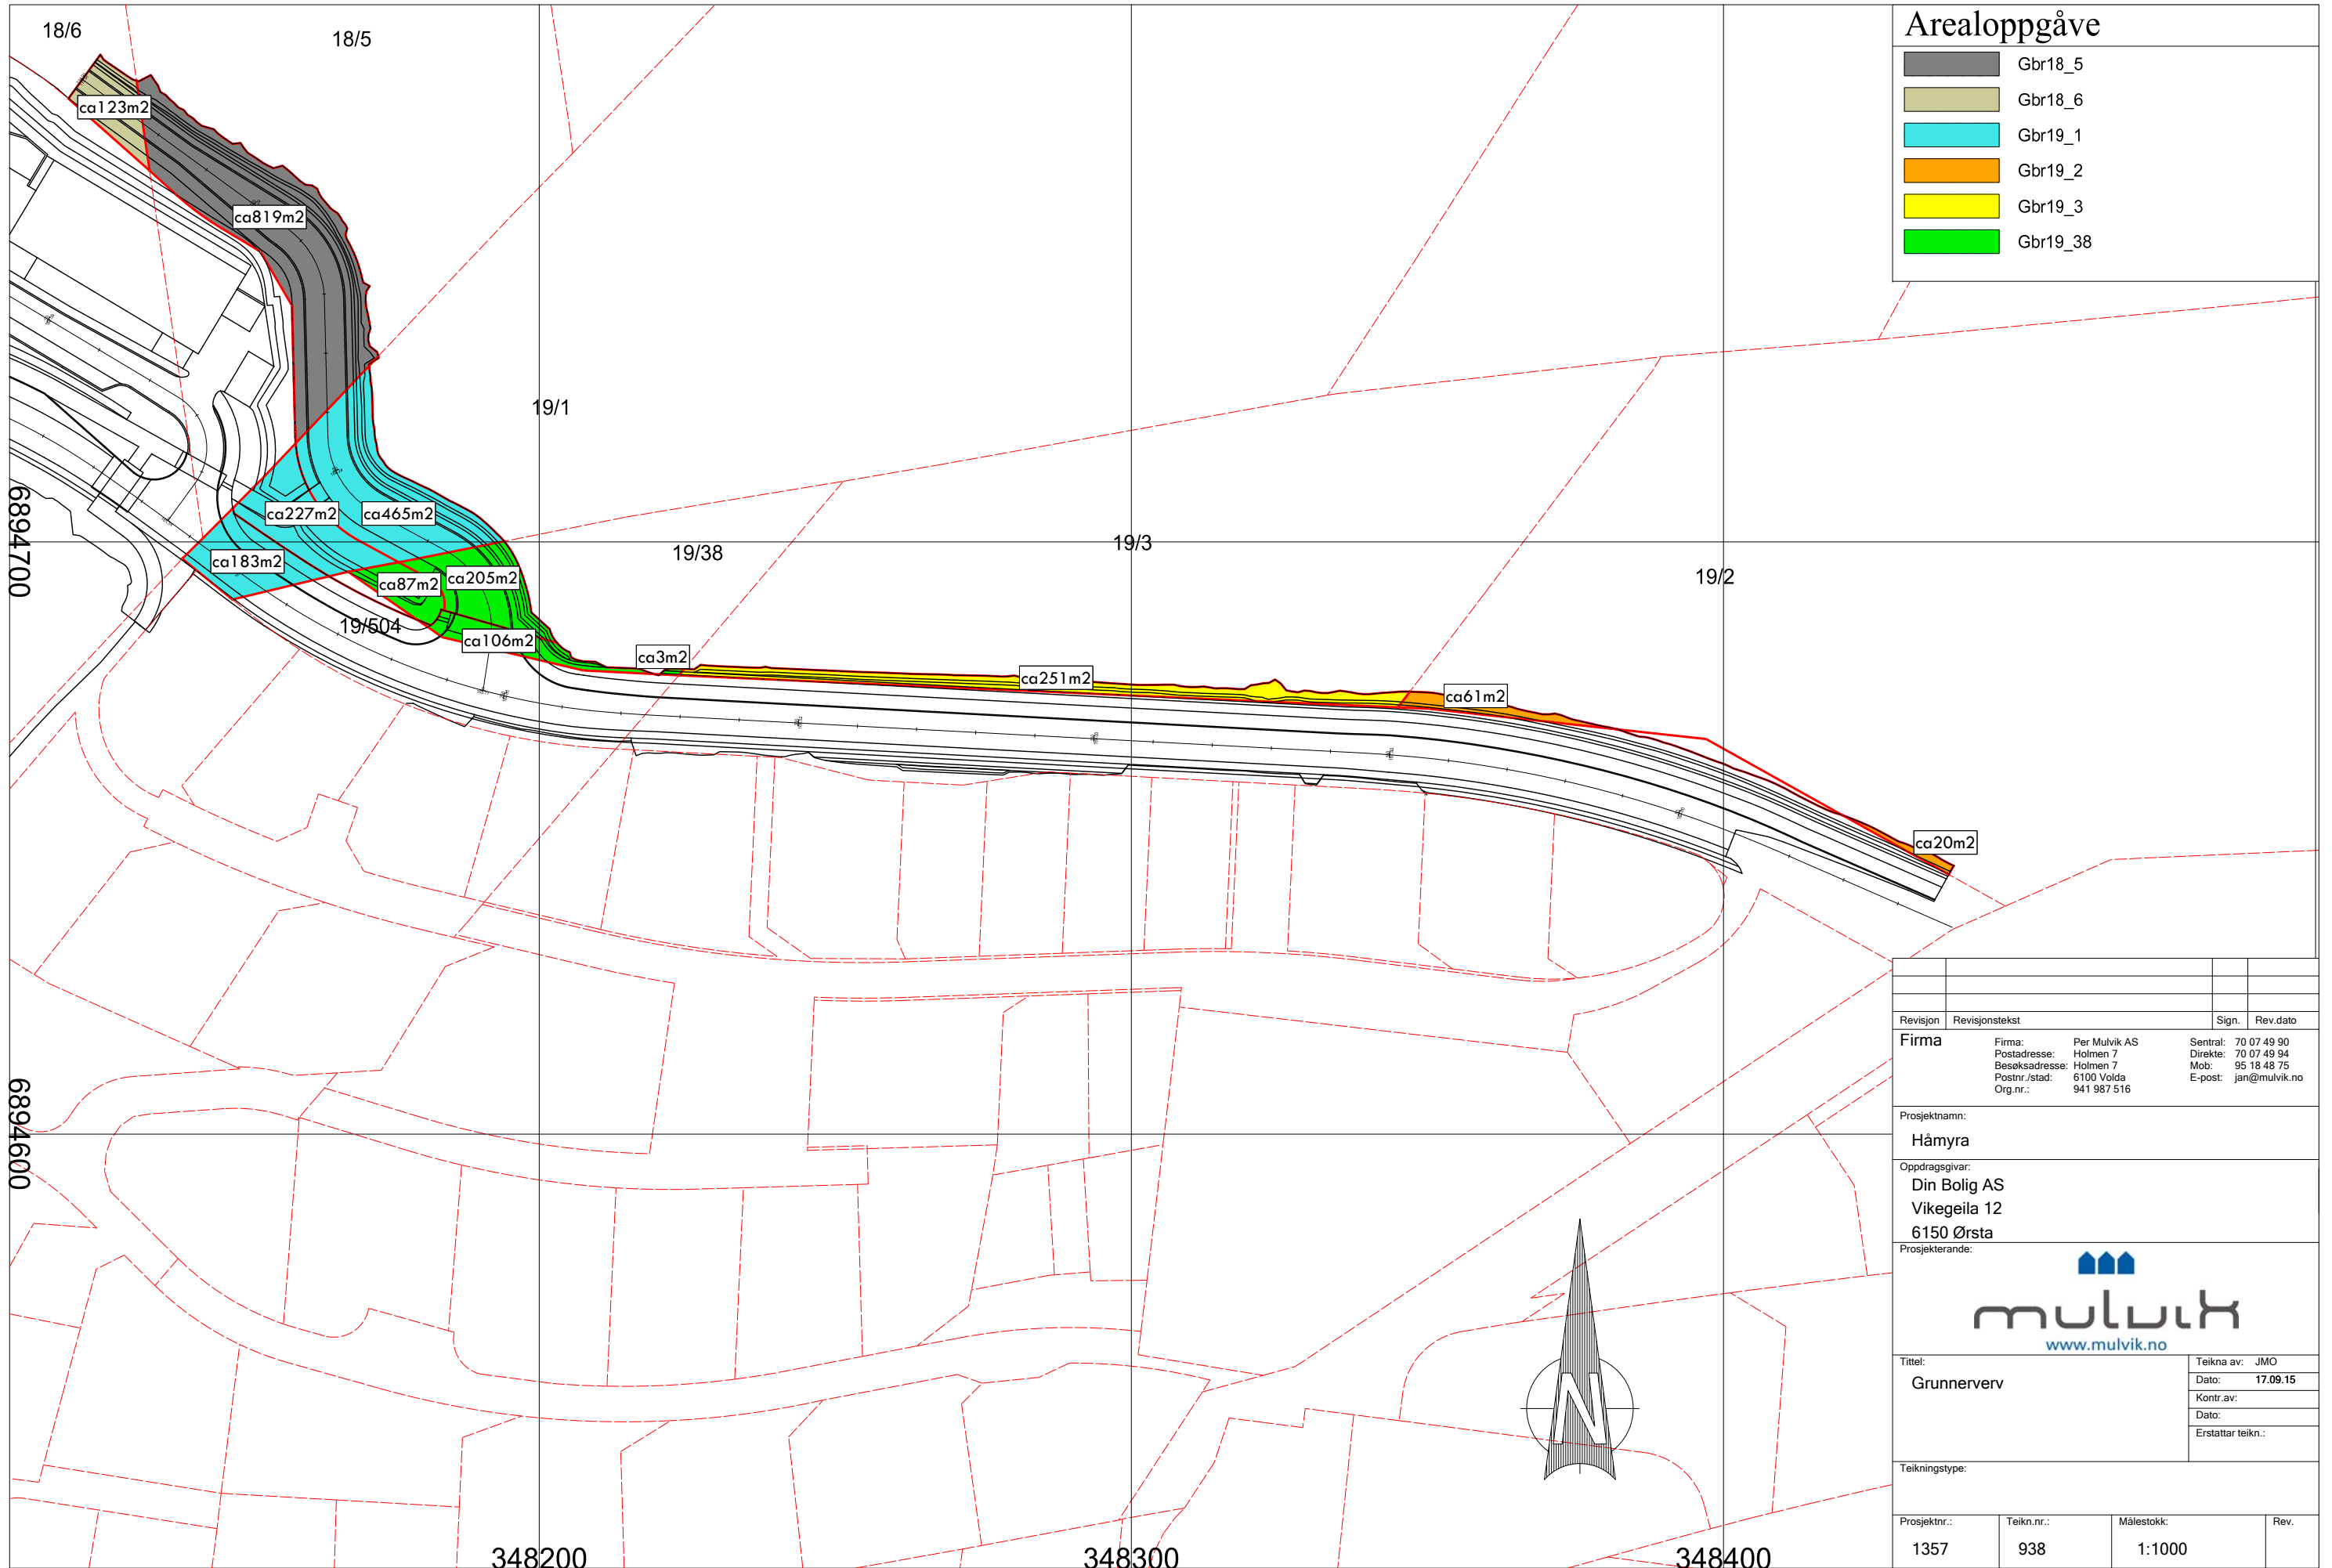 18/6
18/5
ca123m2
ca819m2
19/1
ca227m2
ca465m2
ca183m2
ca87m2
ca205m2
19/504
ca106m2
19/38
ca3m2
19/3
ca251m2
19/2
ca61m2
ca20m2
6894700
6894600
348200
348300
348400
N
Arealoppgåve
Gbr18_5
Gbr18_6
Gbr19_1
Gbr19_2
Gbr19_3
Gbr19_38
Revisjon Revisjonstekst Sign. Rev.dato
Firma
Firma: Per Mulvik AS Sentral: 70 07 49 90
Postadresse: Holmen 7 Direkte: 70 07 49 94
Besøksadresse: Holmen 7 Mob: 95 18 48 75
Postnr./stad: 6100 Volda E-post: jan@mulvik.no
Org.nr.: 941 987 516
Prosjektnamn:
Håmyra
Oppdragsgivar:
Din Bolig AS
Vikegeila 12
6150 Ørsta
Prosjekterande:
mulvik
www.mulvik.no
Tittel:
Grunnerverv
Teikna av: JMO
Dato: 17.09.15
Kontr.av:
Dato:
Erstattar teikn.:
Teikningstype:
Prosjektnr.: Teikn.nr.: Målestokk: Rev.
1357 938 1:1000